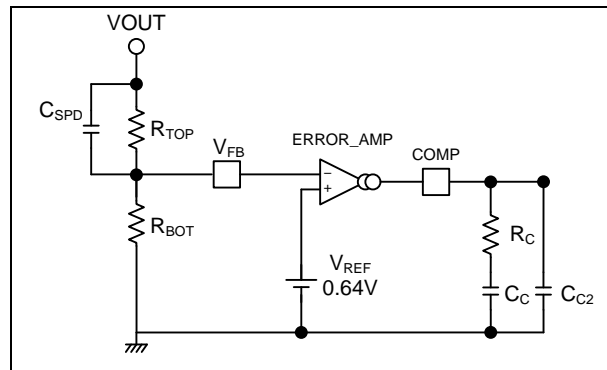 VOUT
CSPD
RTOP
VFB
ERROR_AMP
COMP
−
+
RBOT
RC
VREF
0.64V
CC
CC2